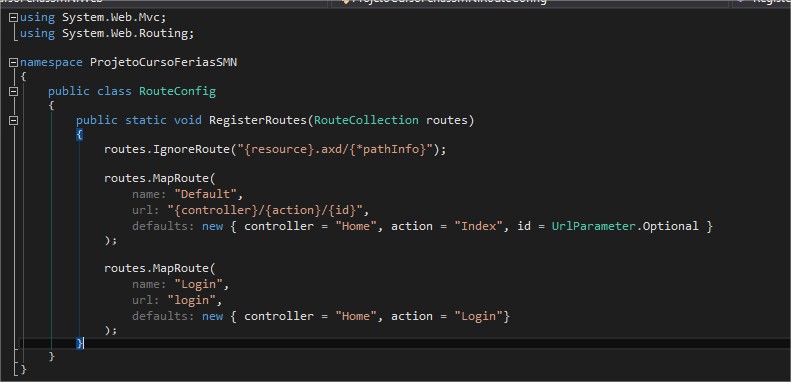 ProjetoCursoFeriasSMN.RouteConfig
using System.Web.Mvc;
using System.Web.Routing;
namespace ProjetoCursoFeriasSMN
{
public class RouteConfig
{
public static void RegisterRoutes(RouteCollection routes)
{
routes.IgnoreRoute("{resource}.axd/{*pathInfo}");
routes.MapRoute(
name: "Default",
url: "{controller}/{action}/{id}",
defaults: new { controller = "Home", action = "Index", id = UrlParameter.Optional }
);
routes.MapRoute(
name: "Login",
url: "login",
defaults: new { controller = "Home", action = "Login"}
);
}
}
}